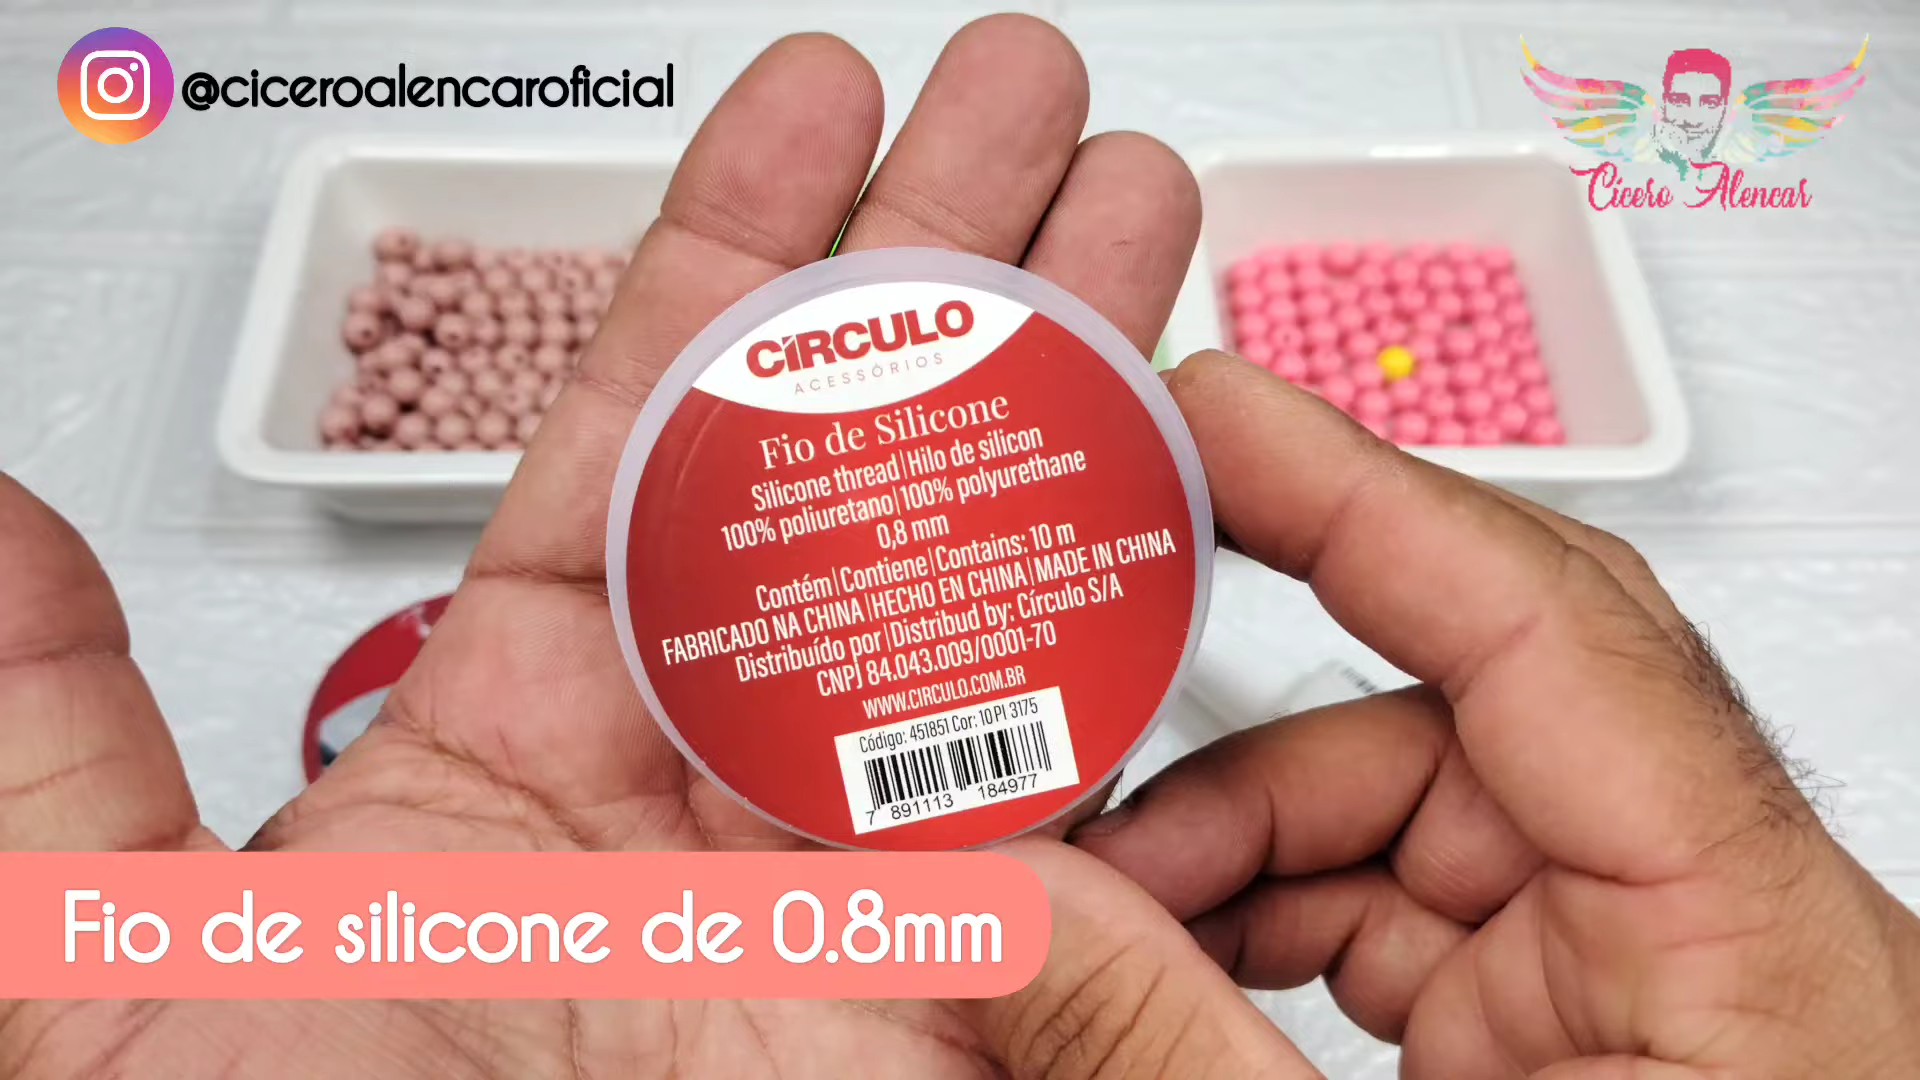 @ciceroalencaroficial
Cícero Alencar
CÍRCULO
ACESSÓRIOS
Fio de Silicone
Silicone thread|Hilo de silicon
100% poliuretano|100% polyurethane
0,8 mm
Contém|Contiene|Contains: 10 m
FABRICADO NA CHINA|HECHO EN CHINA|MADE IN CHINA
Distribuído por|Distribud by: Círculo S/A
CNPJ 84.043.009/0001-70
WWW.CIRCULO.COM.BR
Código: 451851 Cor: 10 PI 3175
7 891113 184977
Fio de silicone de 0.8mm